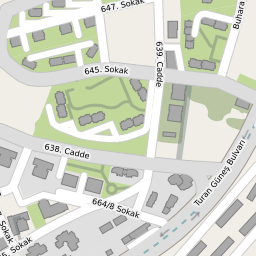 647. Sokak
Buhara
639. Cadde
645. Sokak
638. Cadde
Turan Güneş Bulvarı
664/8 Sokak
Sokak
Sokak